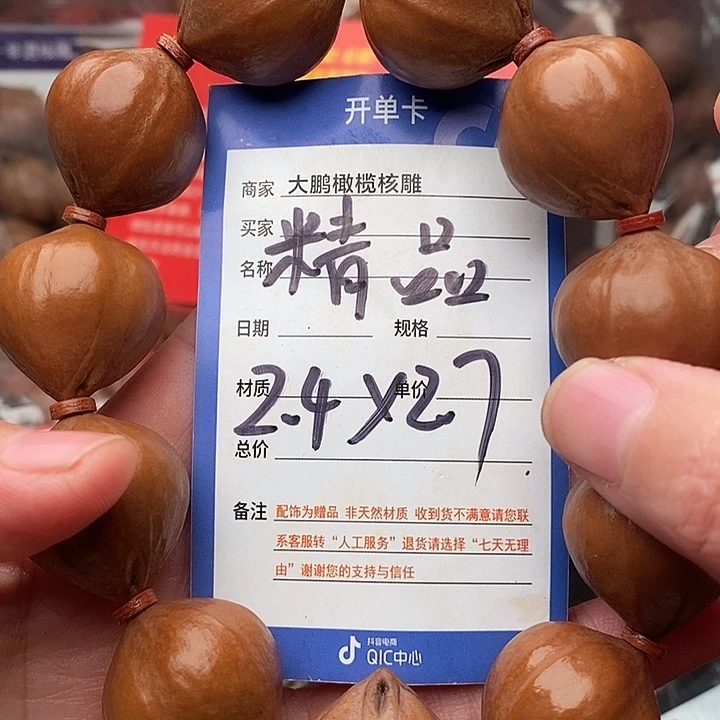 开单卡
商家 大鹏橄榄核雕
买家
名称 精品
日期 规格
材质 单价
2.4×27
总价
备注 配饰为赠品 非天然材质 收到货不满意请您联
系客服转“人工服务”退货请选择“七天无理
由”谢谢您的支持与信任
抖音电商
QIC中心